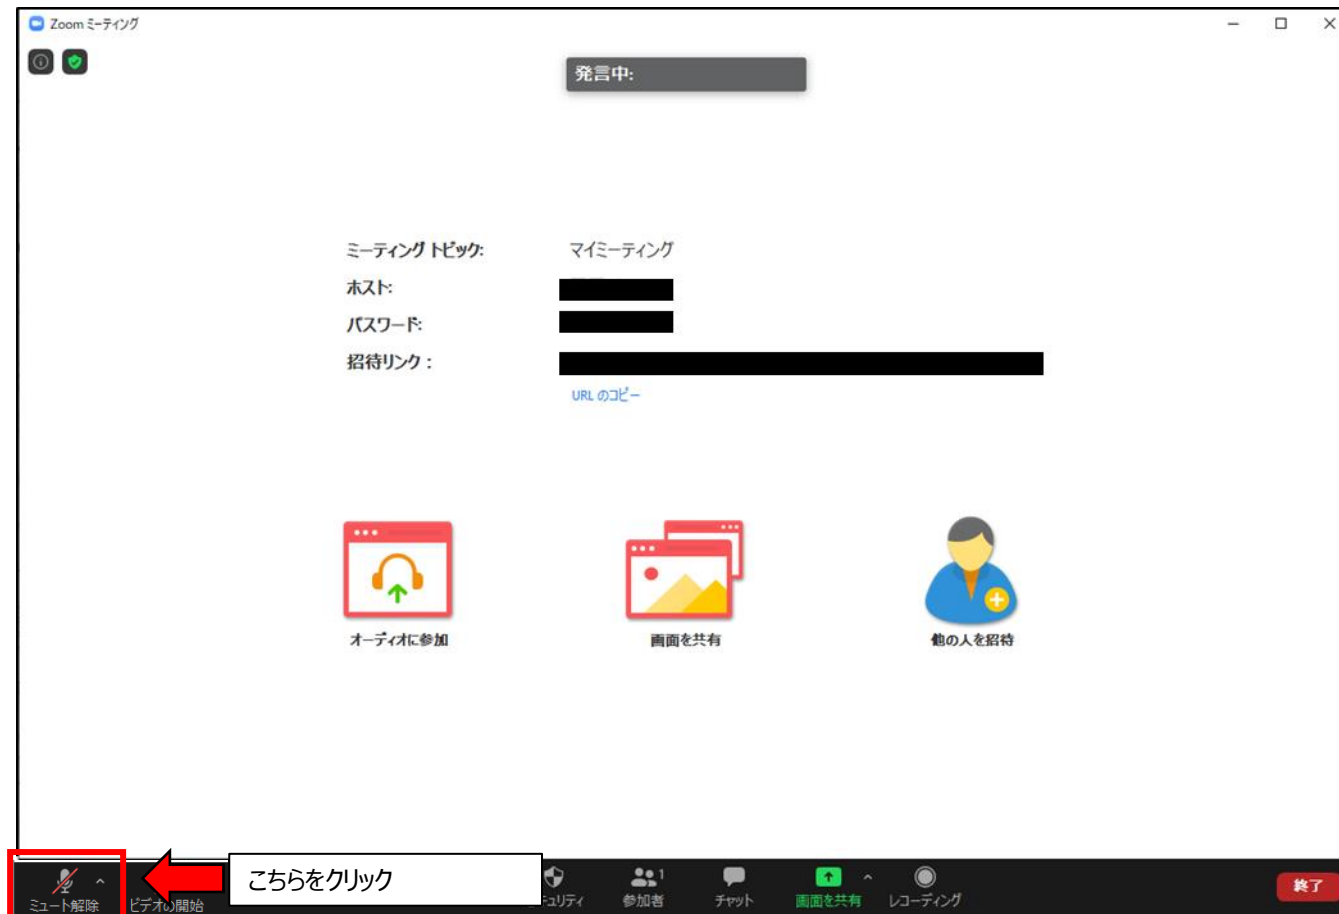 Zoom ミーティング
発言中:
ミーティング トピック: マイミーティング
ホスト:
パスワード:
招待リンク:
URL のコピー
オーディオに参加 画面を共有 他の人を招待
こちらをクリック
ミュート解除 ビデオの開始 キュリティ 参加者 1 チャット 画面を共有 レコーディング 終了